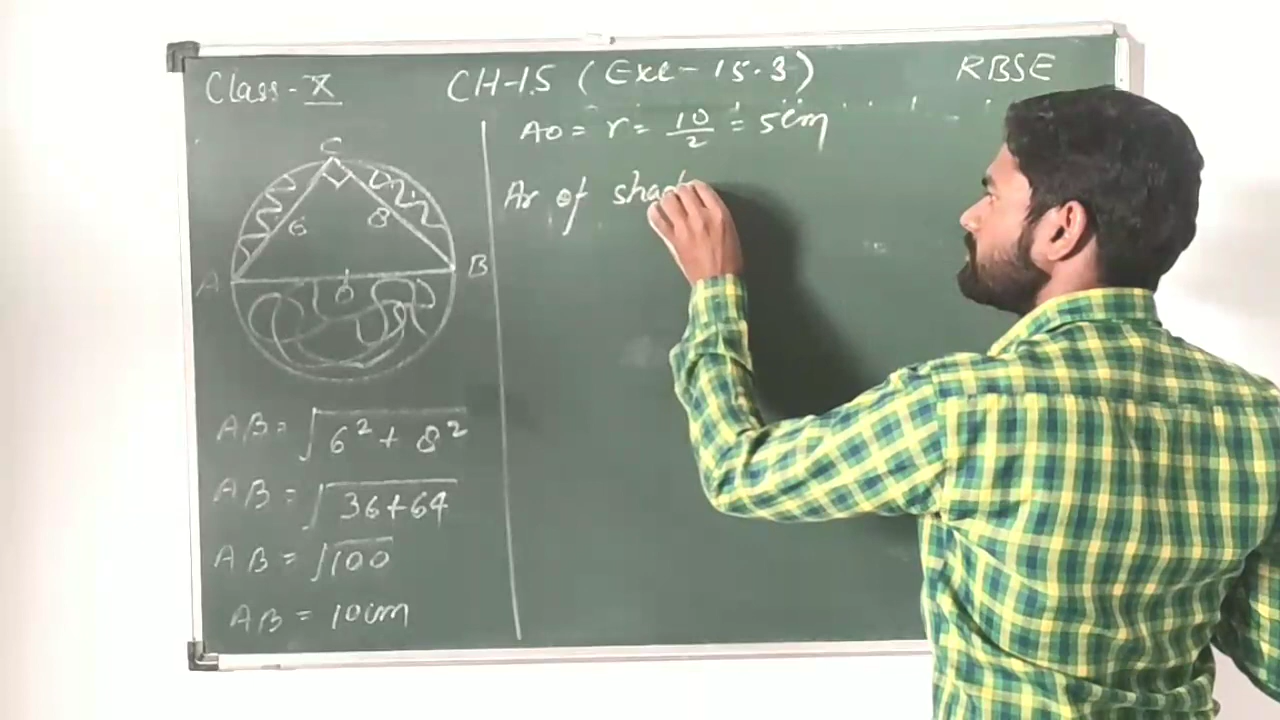 Class-X
CH-15 (Exe-15.3)
RBSE
C
6
8
A
B
O
AB = √6² + 8²
AB = √36+64
AB = √100
AB = 10cm
AO = r = 10/2 = 5cm
Ar of shad